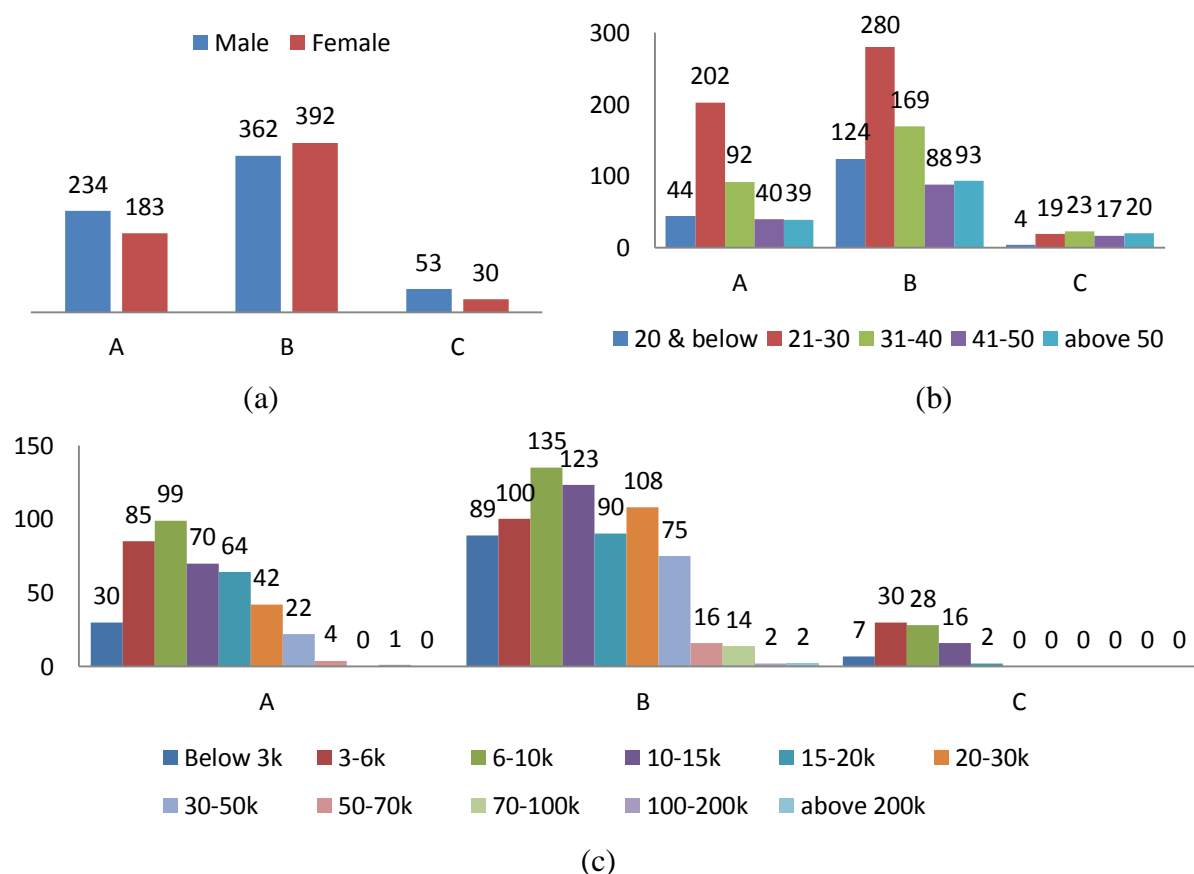 Male Female
234 183 362 392 53 30
A B C
(a)
300
200
100
0
44 202 92 40 39 124 280 169 88 93 4 19 23 17 20
A B C
20 & below 21-30 31-40 41-50 above 50
(b)
150
100
50
0
30 85 99 70 64 42 22 4 0 1 0 89 100 135 123 90 108 75 16 14 2 2 7 30 28 16 2 0 0 0 0 0 0
A B C
Below 3k 3-6k 6-10k 10-15k 15-20k 20-30k
30-50k 50-70k 70-100k 100-200k above 200k
(c)